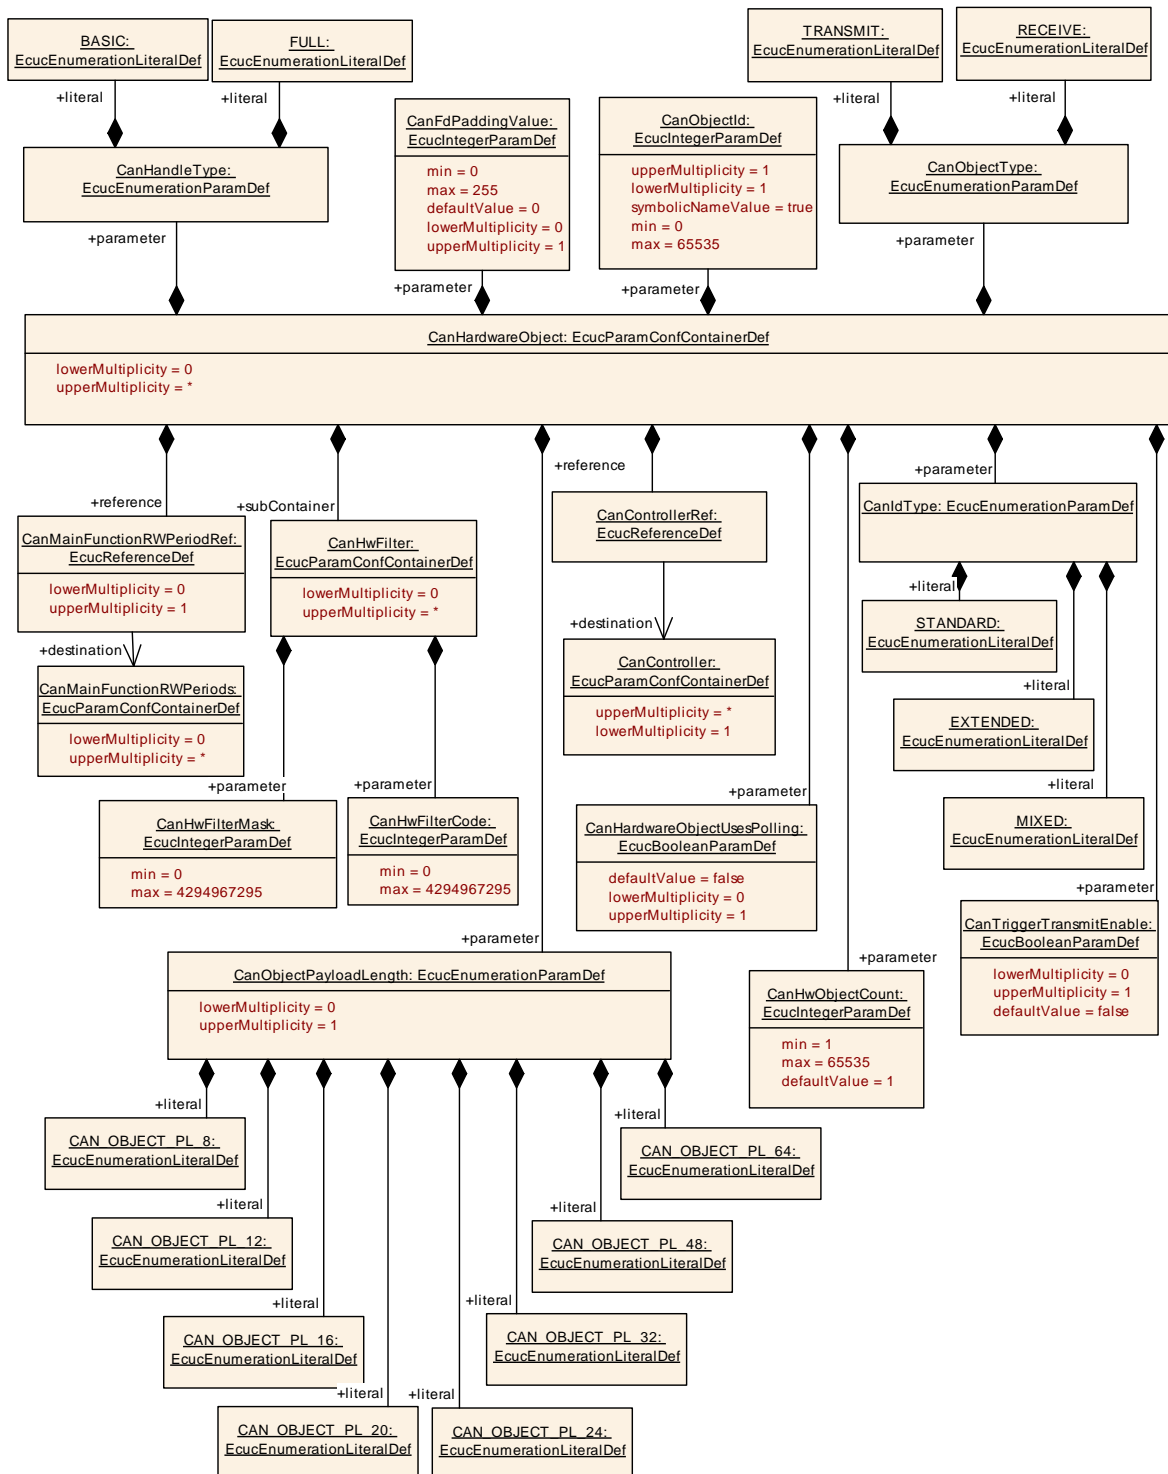 BASIC:
EcucEnumerationLiteralDef
FULL:
EcucEnumerationLiteralDef
TRANSMIT:
EcucEnumerationLiteralDef
RECEIVE:
EcucEnumerationLiteralDef
+literal
+literal
+literal
+literal
CanHandleType:
EcucEnumerationParamDef
CanFdPaddingValue:
EcucIntegerParamDef
min = 0
max = 255
defaultValue = 0
lowerMultiplicity = 0
upperMultiplicity = 1
CanObjectId:
EcucIntegerParamDef
upperMultiplicity = 1
lowerMultiplicity = 1
symbolicNameValue = true
min = 0
max = 65535
CanObjectType:
EcucEnumerationParamDef
+parameter
+parameter
+parameter
+parameter
CanHardwareObject: EcucParamConfContainerDef
lowerMultiplicity = 0
upperMultiplicity = *
+reference
+subContainer
+reference
+parameter
CanMainFunctionRWPeriodRef:
EcucReferenceDef
lowerMultiplicity = 0
upperMultiplicity = 1
CanHwFilter:
EcucParamConfContainerDef
lowerMultiplicity = 0
upperMultiplicity = *
CanControllerRef:
EcucReferenceDef
CanIdType: EcucEnumerationParamDef
+destination
+destination
+literal
STANDARD:
EcucEnumerationLiteralDef
CanMainFunctionRWPeriods:
EcucParamConfContainerDef
lowerMultiplicity = 0
upperMultiplicity = *
CanController:
EcucParamConfContainerDef
upperMultiplicity = *
lowerMultiplicity = 1
+literal
EXTENDED:
EcucEnumerationLiteralDef
+parameter
+parameter
+parameter
+literal
CanHwFilterMask:
EcucIntegerParamDef
min = 0
max = 4294967295
CanHwFilterCode:
EcucIntegerParamDef
min = 0
max = 4294967295
CanHardwareObjectUsesPolling:
EcucBooleanParamDef
defaultValue = false
lowerMultiplicity = 0
upperMultiplicity = 1
MIXED:
EcucEnumerationLiteralDef
+parameter
CanTriggerTransmitEnable:
EcucBooleanParamDef
lowerMultiplicity = 0
upperMultiplicity = 1
defaultValue = false
+parameter
+parameter
CanObjectPayloadLength: EcucEnumerationParamDef
lowerMultiplicity = 0
upperMultiplicity = 1
CanHwObjectCount:
EcucIntegerParamDef
min = 1
max = 65535
defaultValue = 1
+literal
+literal
CAN_OBJECT_PL_8:
EcucEnumerationLiteralDef
CAN_OBJECT_PL_64:
EcucEnumerationLiteralDef
+literal
+literal
CAN_OBJECT_PL_12:
EcucEnumerationLiteralDef
CAN_OBJECT_PL_48:
EcucEnumerationLiteralDef
+literal
+literal
CAN_OBJECT_PL_16:
EcucEnumerationLiteralDef
CAN_OBJECT_PL_32:
EcucEnumerationLiteralDef
+literal
+literal
CAN_OBJECT_PL_20:
EcucEnumerationLiteralDef
CAN_OBJECT_PL_24:
EcucEnumerationLiteralDef